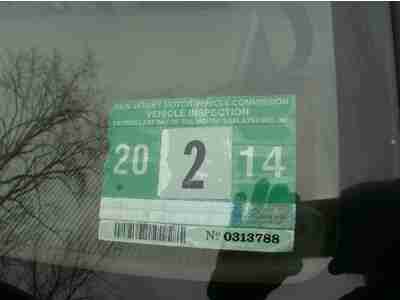 NEW JERSEY MOTOR VEHICLE COMMISSION
VEHICLE INSPECTION
20 2 14
No 0313788